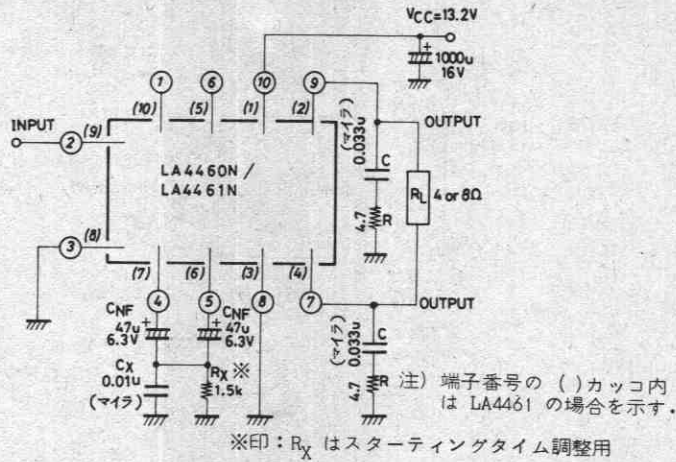 VCC=13.2V
+
1000u
16V
1
6
10
9
(10)
(5)
(1)
(2)
INPUT
2
(9)
LA4460N /
LA4461N
(マイラ)
0.033u
C
4.7
R
OUTPUT
RL
4 or 8Ω
3
(8)
(7)
(6)
(3)
(4)
4
5
8
7
OUTPUT
CNF
47u
6.3V
+
CNF
47u
6.3V
+
CX
0.01u
(マイラ)
RX ※
1.5k
(マイラ)
0.033u
C
4.7
R
注) 端子番号の ( )カッコ内
は LA4461 の場合を示す.
※印：RX はスターティングタイム調整用